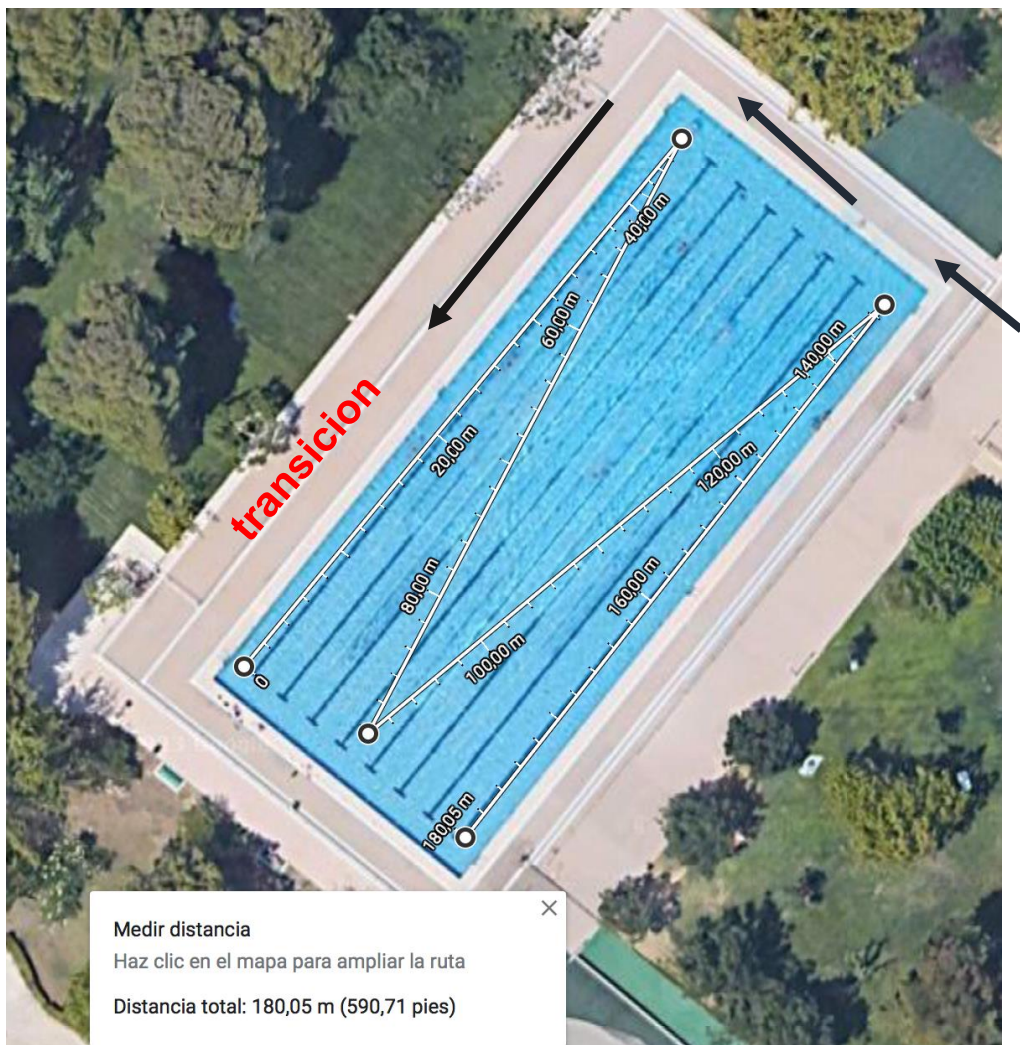 40,00 m
60,00 m
140,00 m
transicion
20,00 m
120,00 m
80,00 m
160,00 m
100,00 m
0
180,05 m
Medir distancia
Haz clic en el mapa para ampliar la ruta
Distancia total: 180,05 m (590,71 pies)